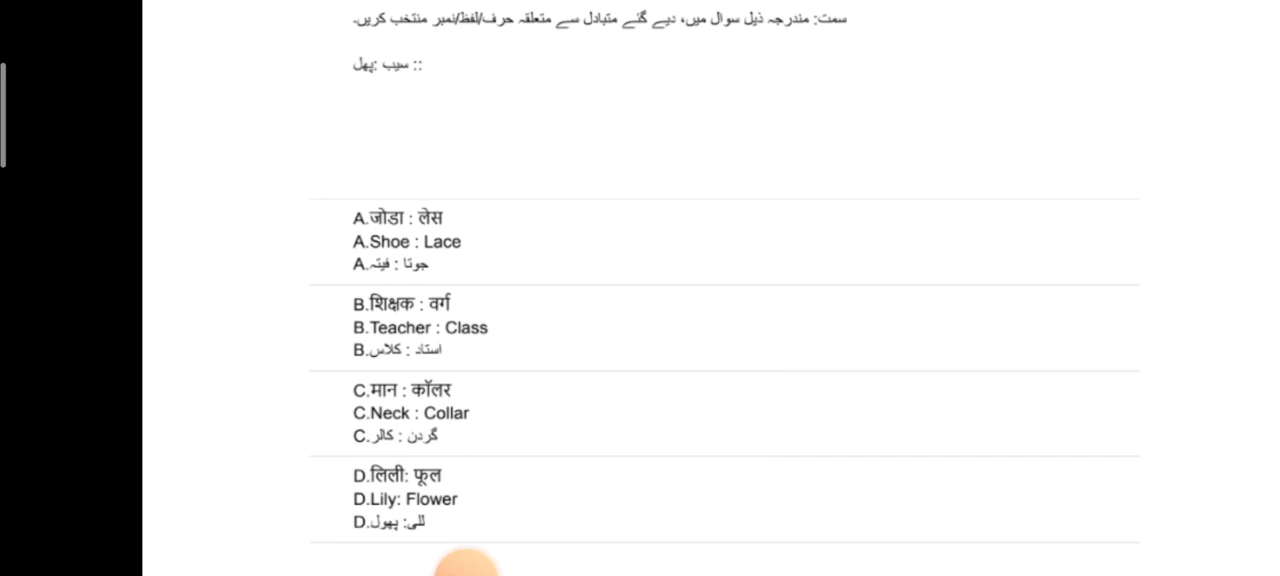 سمت: مندرجہ ذیل سوال میں، دیے گئے متبادل سے متعلقہ حرف/لفظ/نمبر منتخب کریں۔
سیب :پھل ::
A.जोडा : लेस
A.Shoe : Lace
A.جوتا : فیتہ
B.शिक्षक : वर्ग
B.Teacher : Class
B.استاد : کلاس
C.मान : कॉलर
C.Neck : Collar
C.گردن : کالر
D.लिली: फूल
D.Lily: Flower
D.للی: پھول